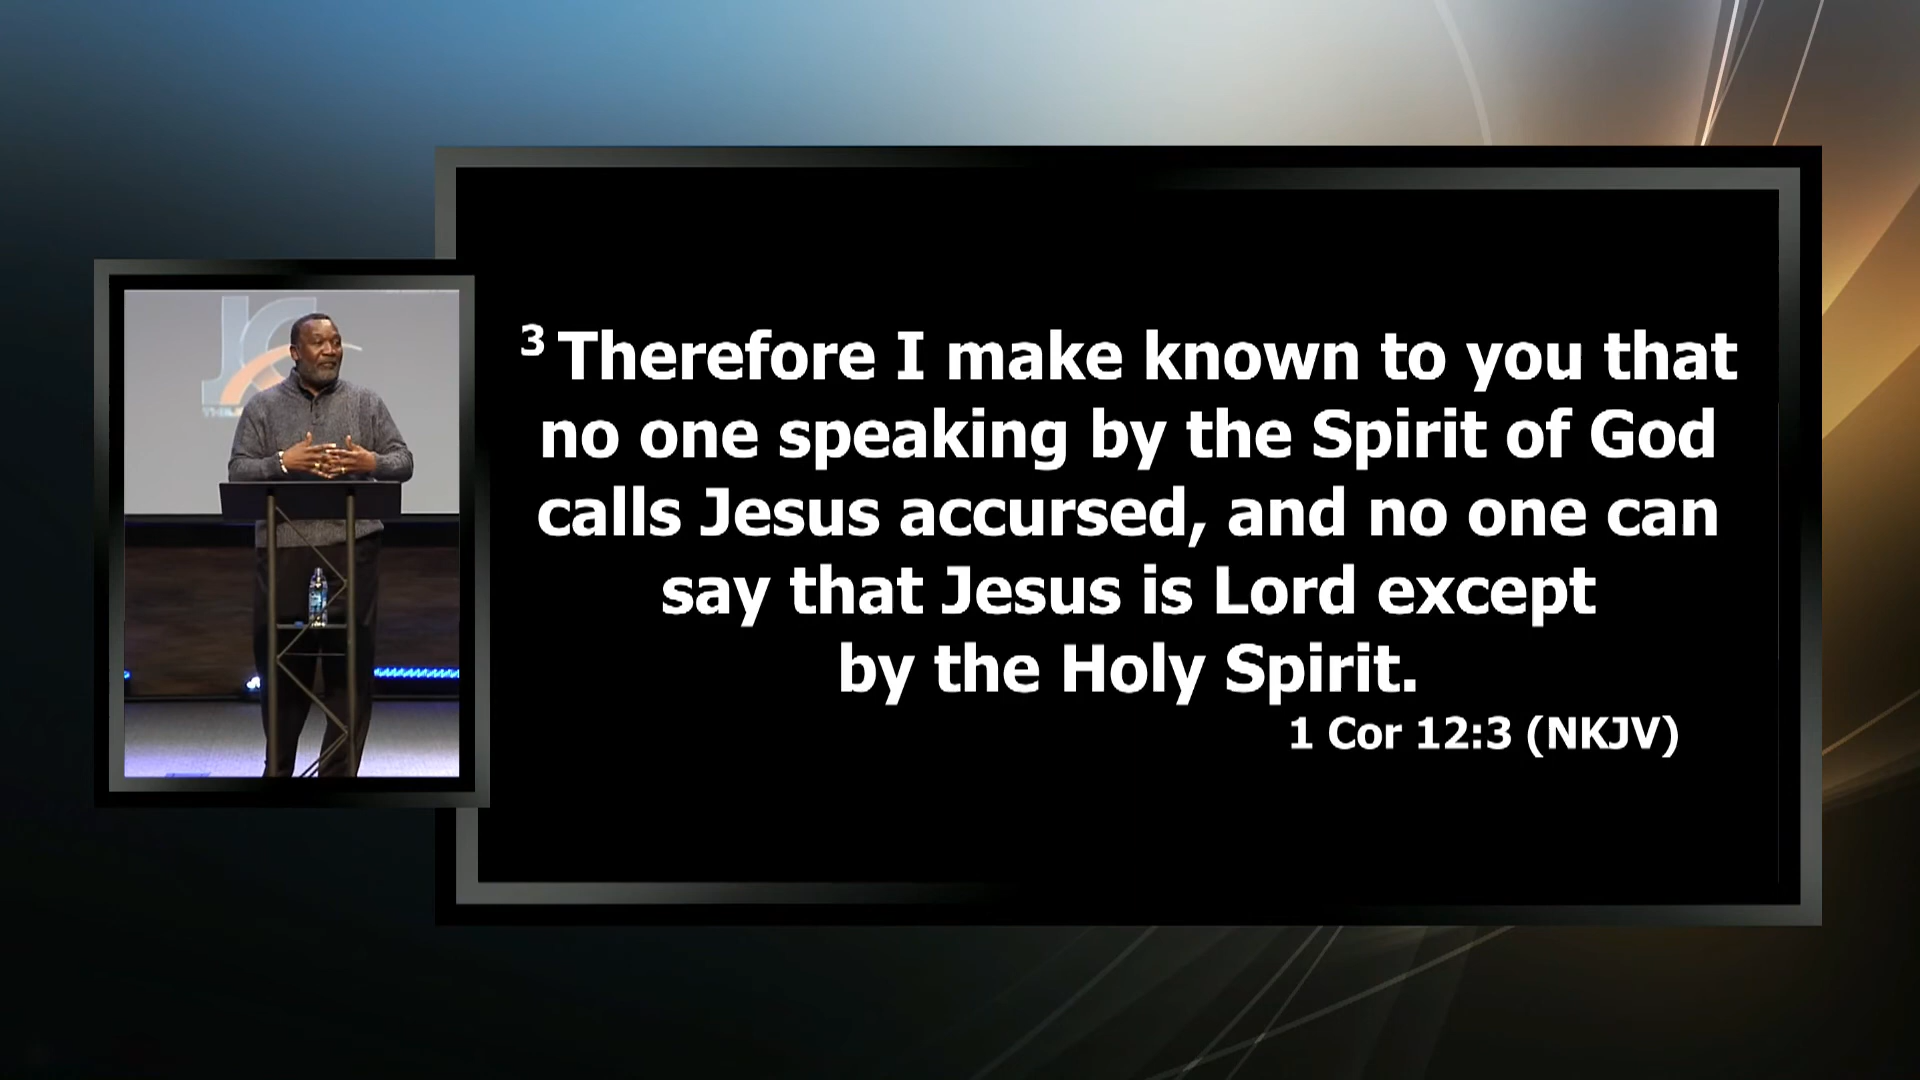 3 Therefore I make known to you that
no one speaking by the Spirit of God
calls Jesus accursed, and no one can
say that Jesus is Lord except
by the Holy Spirit.
1 Cor 12:3 (NKJV)